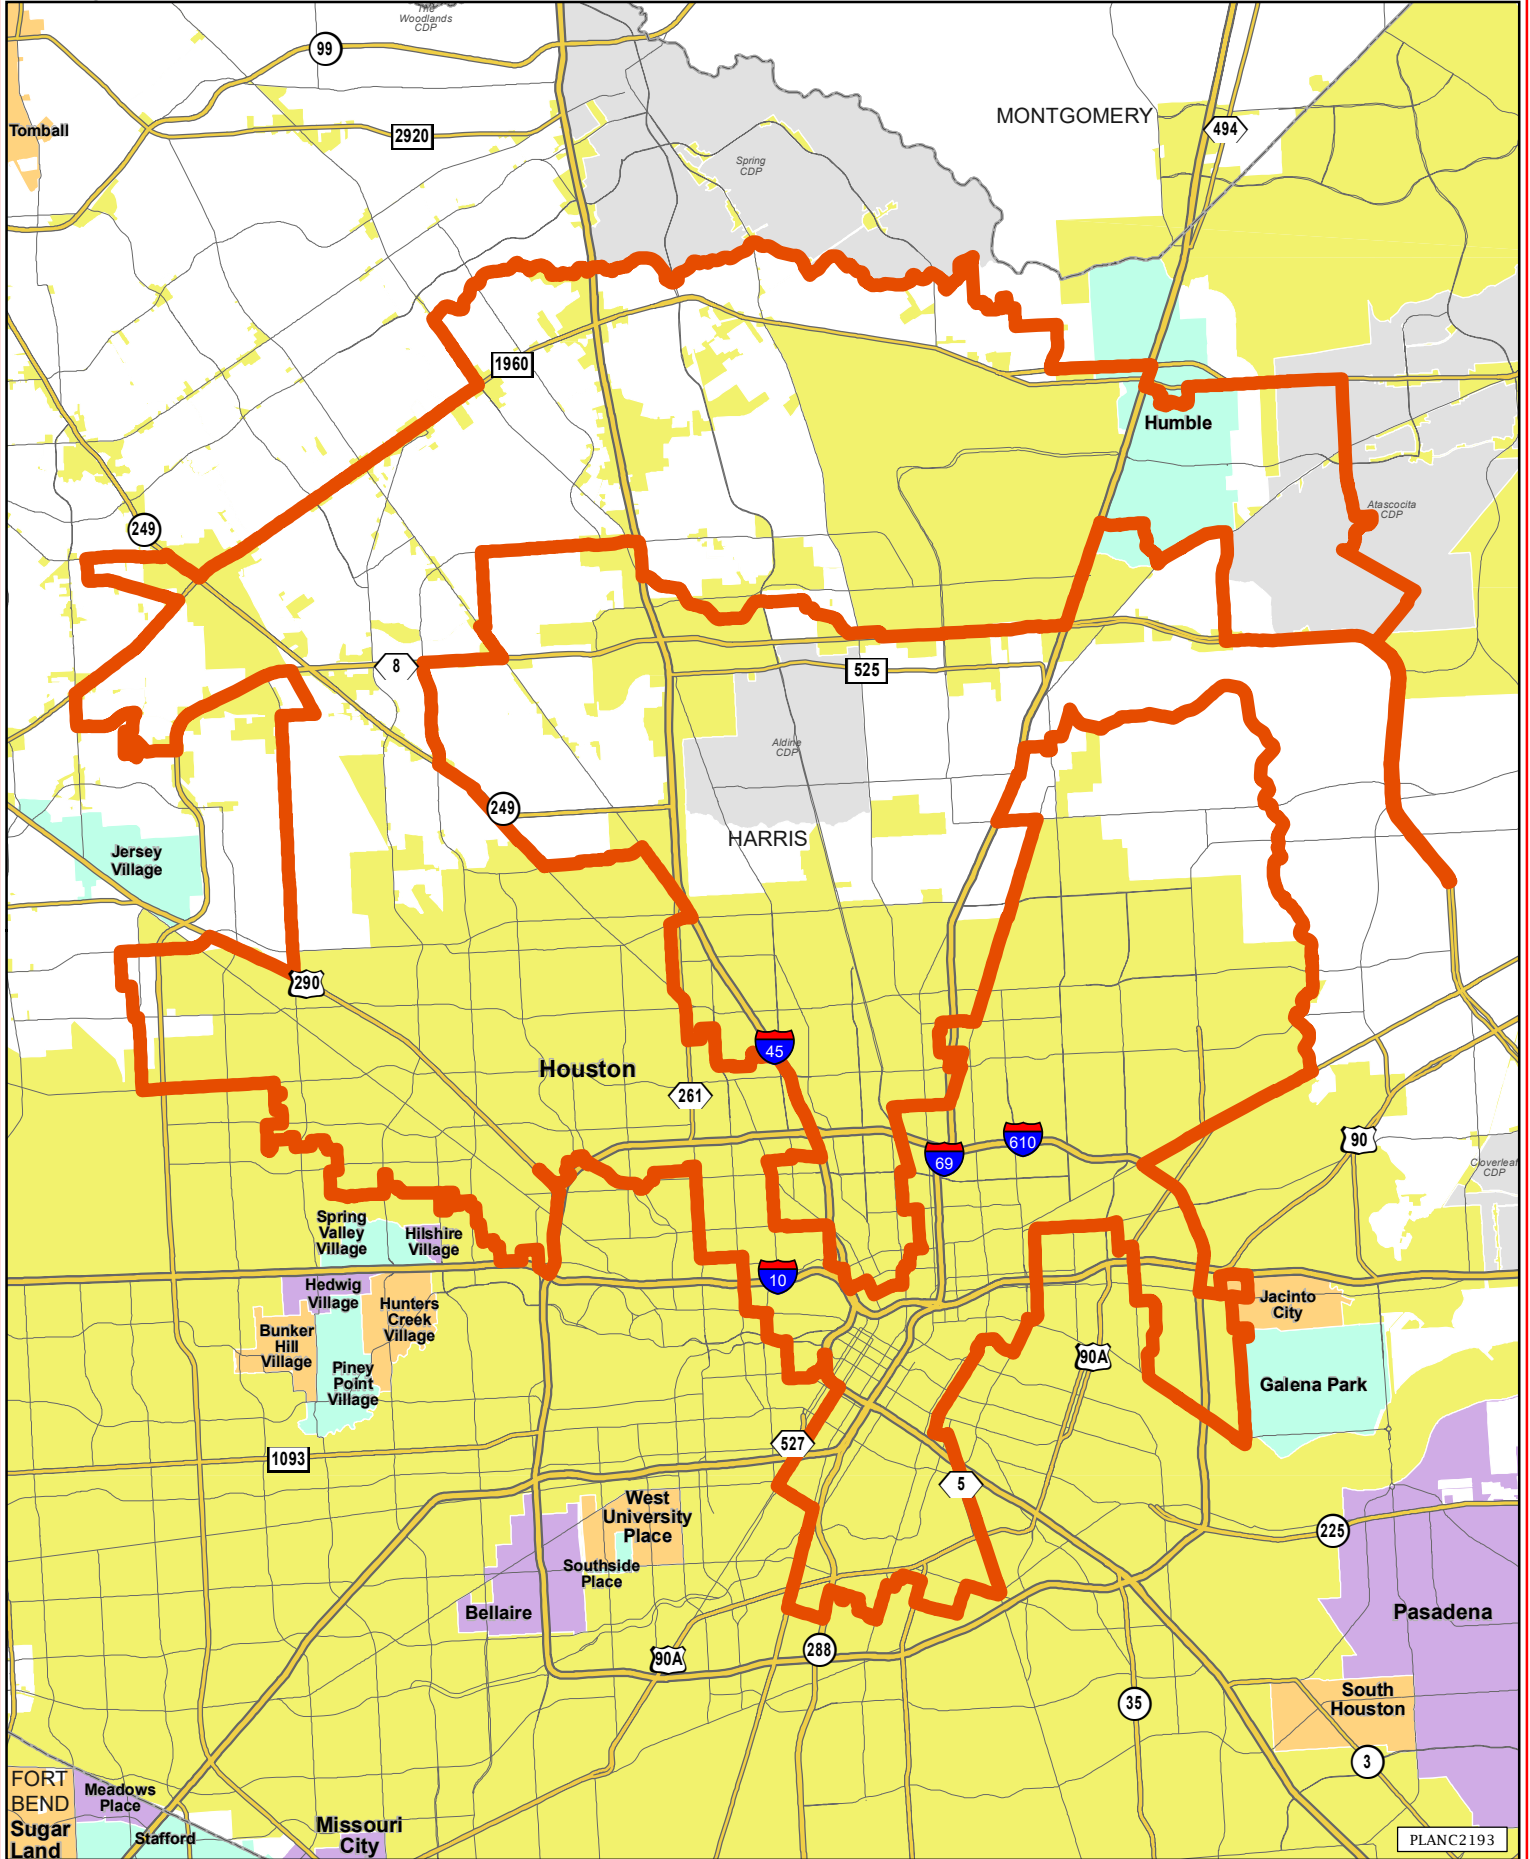 The
Woodlands
CDP
99
Tomball
2920
MONTGOMERY
494
Spring
CDP
1960
Humble
249
Atascocita
CDP
8
525
Aldine
CDP
249
HARRIS
Jersey
Village
290
Houston
45
261
610
69
90
Cloverleaf
CDP
Spring
Valley
Village
Hilshire
Village
10
Hedwig
Village
Hunters
Creek
Village
Jacinto
City
Bunker
Hill
Village
Piney
Point
Village
90A
Galena Park
527
1093
5
West
University
Place
225
Southside
Place
Bellaire
Pasadena
90A
288
35
South
Houston
3
FORT
BEND
Meadows
Place
Sugar
Land
Stafford
Missouri
City
PLANC2193